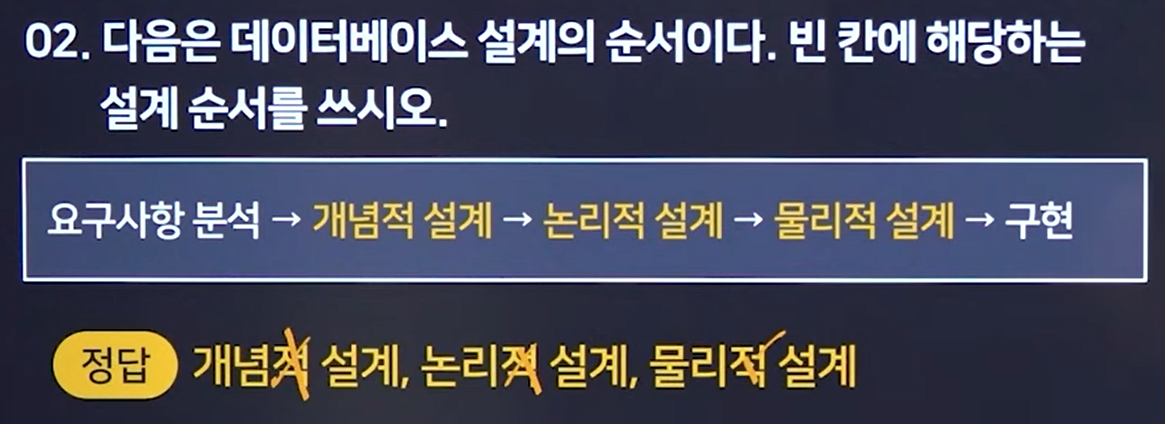 02. 다음은 데이터베이스 설계의 순서이다. 빈 칸에 해당하는
설계 순서를 쓰시오.
요구사항 분석 → 개념적 설계 → 논리적 설계 → 물리적 설계 → 구현
정답 개념적 설계, 논리적 설계, 물리적 설계